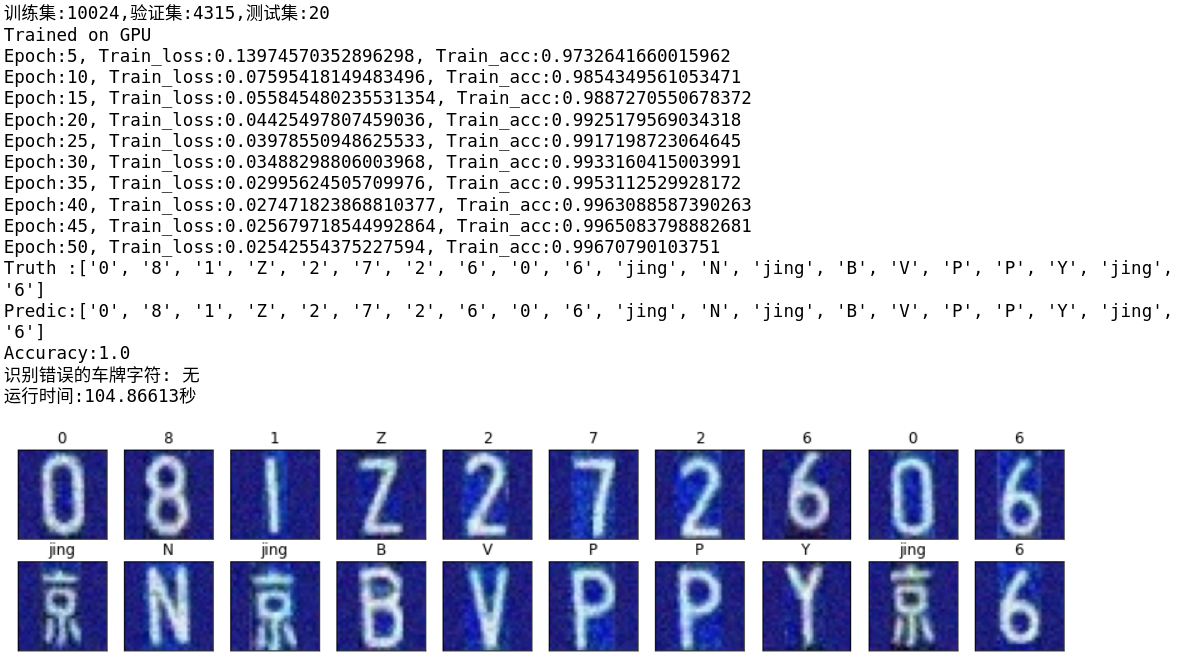 训练集:10024,验证集:4315,测试集:20
Trained on GPU
Epoch:5, Train_loss:0.13974570352896298, Train_acc:0.9732641660015962
Epoch:10, Train_loss:0.07595418149483496, Train_acc:0.9854349561053471
Epoch:15, Train_loss:0.055845480235531354, Train_acc:0.9887270550678372
Epoch:20, Train_loss:0.04425497807459036, Train_acc:0.9925179569034318
Epoch:25, Train_loss:0.03978550948625533, Train_acc:0.9917198723064645
Epoch:30, Train_loss:0.03488298806003968, Train_acc:0.9933160415003991
Epoch:35, Train_loss:0.02995624505709976, Train_acc:0.9953112529928172
Epoch:40, Train_loss:0.027471823868810377, Train_acc:0.9963088587390263
Epoch:45, Train_loss:0.025679718544992864, Train_acc:0.9965083798882681
Epoch:50, Train_loss:0.02542554375227594, Train_acc:0.99670790103751
Truth :['0', '8', '1', 'Z', '2', '7', '2', '6', '0', '6', 'jing', 'N', 'jing', 'B', 'V', 'P', 'P', 'Y', 'jing',
'6']
Predic:['0', '8', '1', 'Z', '2', '7', '2', '6', '0', '6', 'jing', 'N', 'jing', 'B', 'V', 'P', 'P', 'Y', 'jing',
'6']
Accuracy:1.0
识别错误的车牌字符: 无
运行时间:104.86613秒
0 8 1 Z 2 7 2 6 0 6
0 8 1 Z 2 7 2 6 0 6
jing N jing B V P P Y jing 6
京 N 京 B V P P Y 京 6